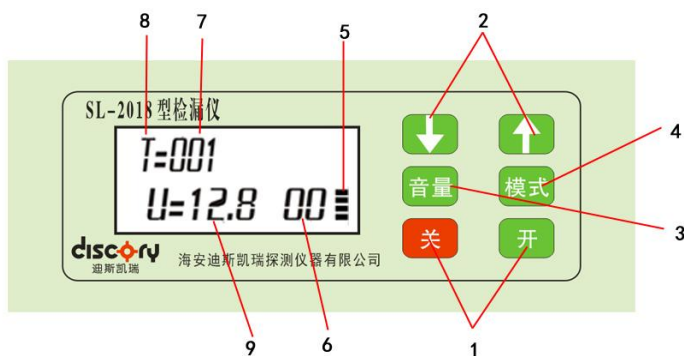 8 7 5 2
SL-2018型检漏仪
T=001
U=12.8 00
音量 模式
关 开
discory
迪斯凯瑞
海安迪斯凯瑞探测仪器有限公司
4
3
9 6 1